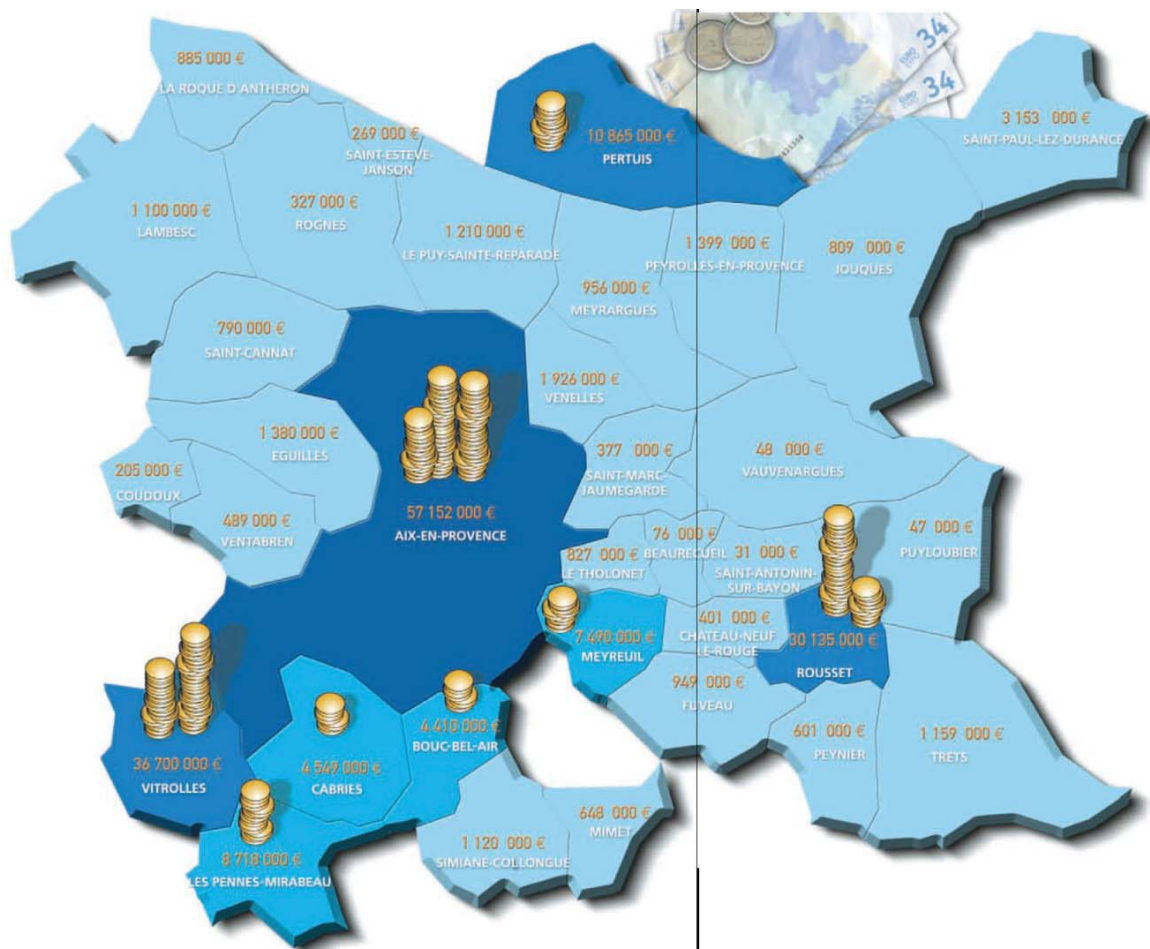 885 000 €
LA ROQUE D'ANTHERON
269 000 €
SAINT-ESTEVE-
JANSON
10 865 000 €
PERTUIS
EURO
34
EURO
34
3 153 000 €
SAINT-PAUL-LEZ-DURANCE
1 100 000 €
LAMBESC
327 000 €
ROGNES
1 210 000 €
LE PUY-SAINTE-REPARADE
1 399 000 €
PEYROLLES-EN-PROVENCE
809 000 €
JOUQUES
956 000 €
MEYRARGUES
790 000 €
SAINT-CANNAT
1 926 000 €
VENELLES
1 380 000 €
EGUILLES
377 000 €
SAINT-MARC-
JAUMEGARDE
48 000 €
VAUVENARGUES
205 000 €
COUDOUX
489 000 €
VENTABREN
57 152 000 €
AIX-EN-PROVENCE
827 000 €
LE THOLONET
76 000 €
BEAURECUEIL
31 000 €
SAINT-ANTONIN-
SUR-BAYON
47 000 €
PUYLOUBIER
7 490 000 €
MEYREUIL
401 000 €
CHATEAU-NEUF
LE-ROUGE
30 135 000 €
ROUSSET
949 000 €
FUVEAU
601 000 €
PEYNIER
1 159 000 €
TRETS
36 700 000 €
VITROLLES
4 549 000 €
CABRIES
4 410 000 €
BOUC-BEL-AIR
8 718 000 €
LES PENNES-MIRABEAU
1 120 000 €
SIMIANE-COLLONGUE
648 000 €
MIMET